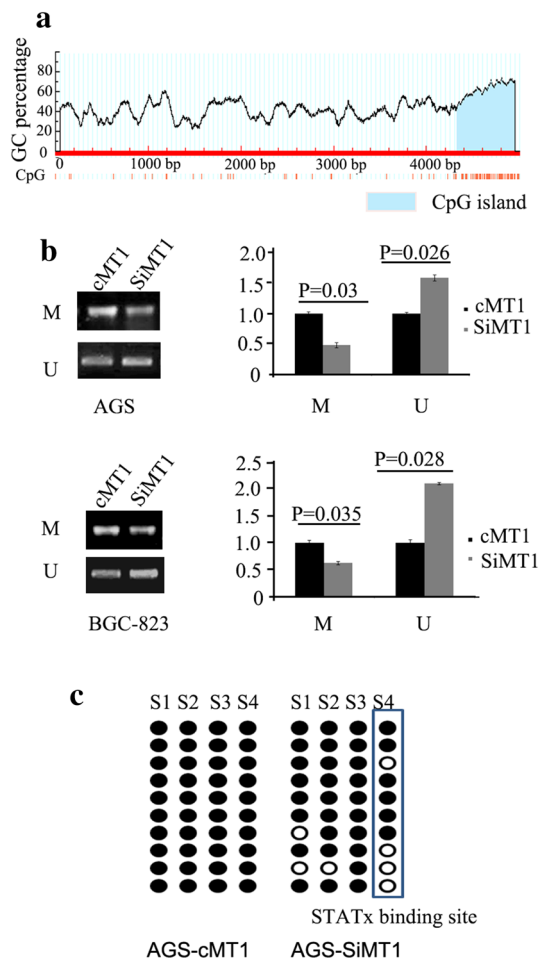 a
GC percentage
80
60
40
20
0
0 1000 bp 2000 bp 3000 bp 4000 bp
CpG
CpG island
b
cMT1 SiMT1
M
U
AGS
2.0
1.5
1.0
0.5
0
P=0.03
P=0.026
cMT1
SiMT1
M U
cMT1 SiMT1
M
U
BGC-823
2.5
2.0
1.5
1.0
0.5
0
P=0.035
P=0.028
cMT1
SiMT1
M U
c
S1 S2 S3 S4 S1 S2 S3 S4
STATx binding site
AGS-cMT1 AGS-SiMT1